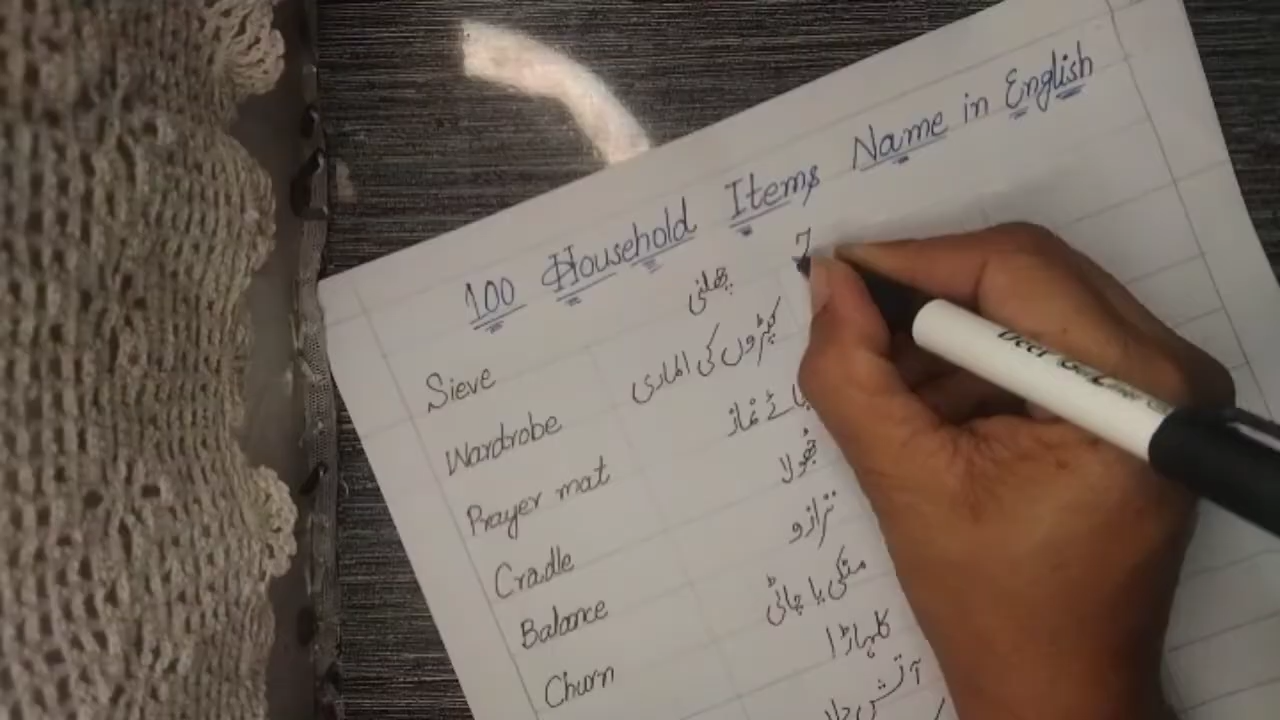 100 Household Items Name in English
Sieve چھلنی
Wardrobe کپڑوں کی الماری
Prayer mat جائے نماز
Cradle جھولا
Balance ترازو
Churn مٹکی یا چاٹی
کلہاڑا
Deer